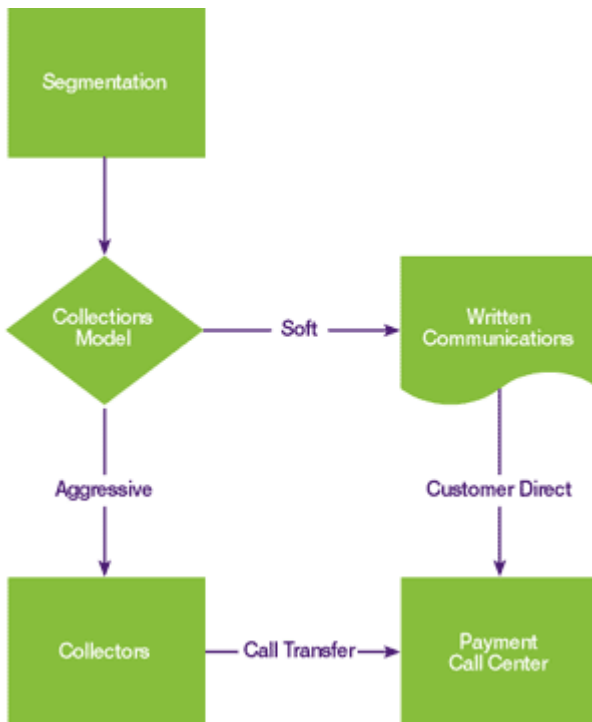 Segmentation
Collections
Model
Soft
Written
Communications
Aggressive
Customer Direct
Collectors
Call Transfer
Payment
Call Center